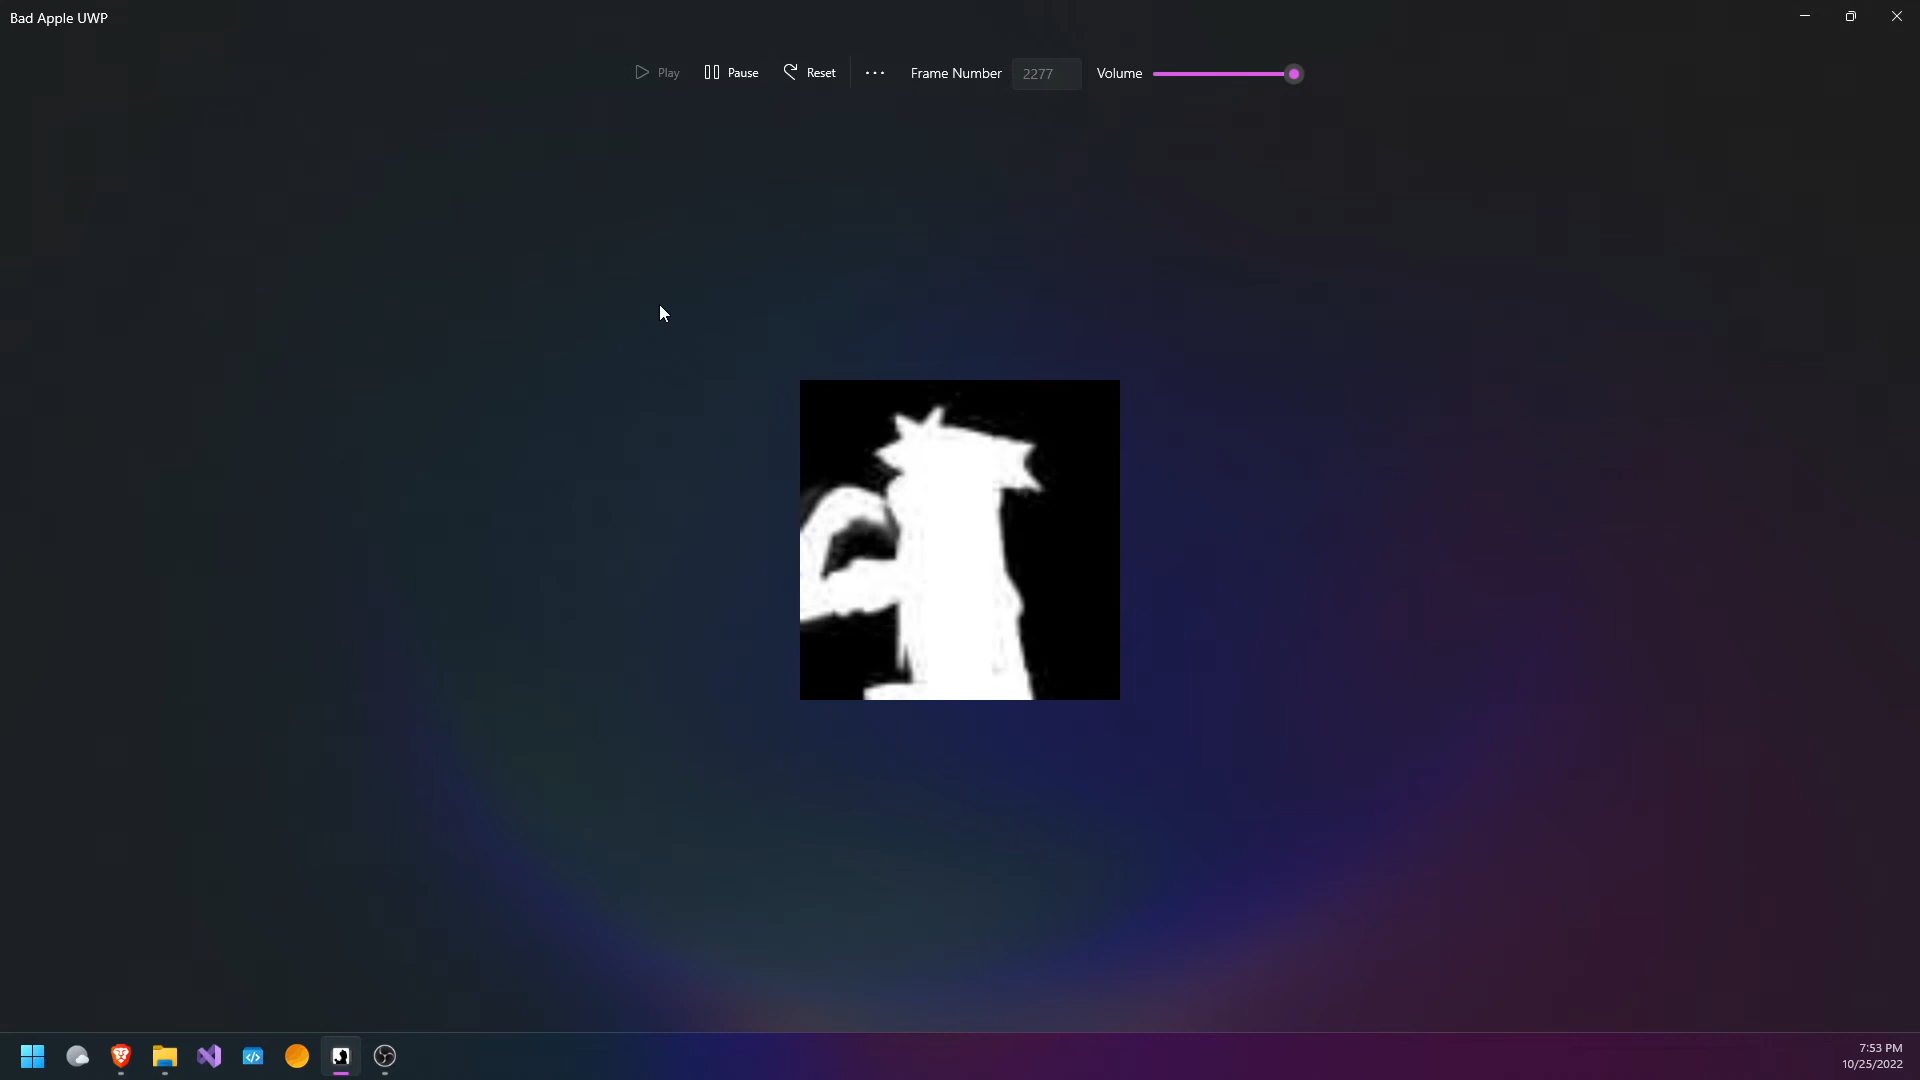 Bad Apple UWP
Play Pause Reset ... Frame Number 2277 Volume
7:53 PM
10/25/2022